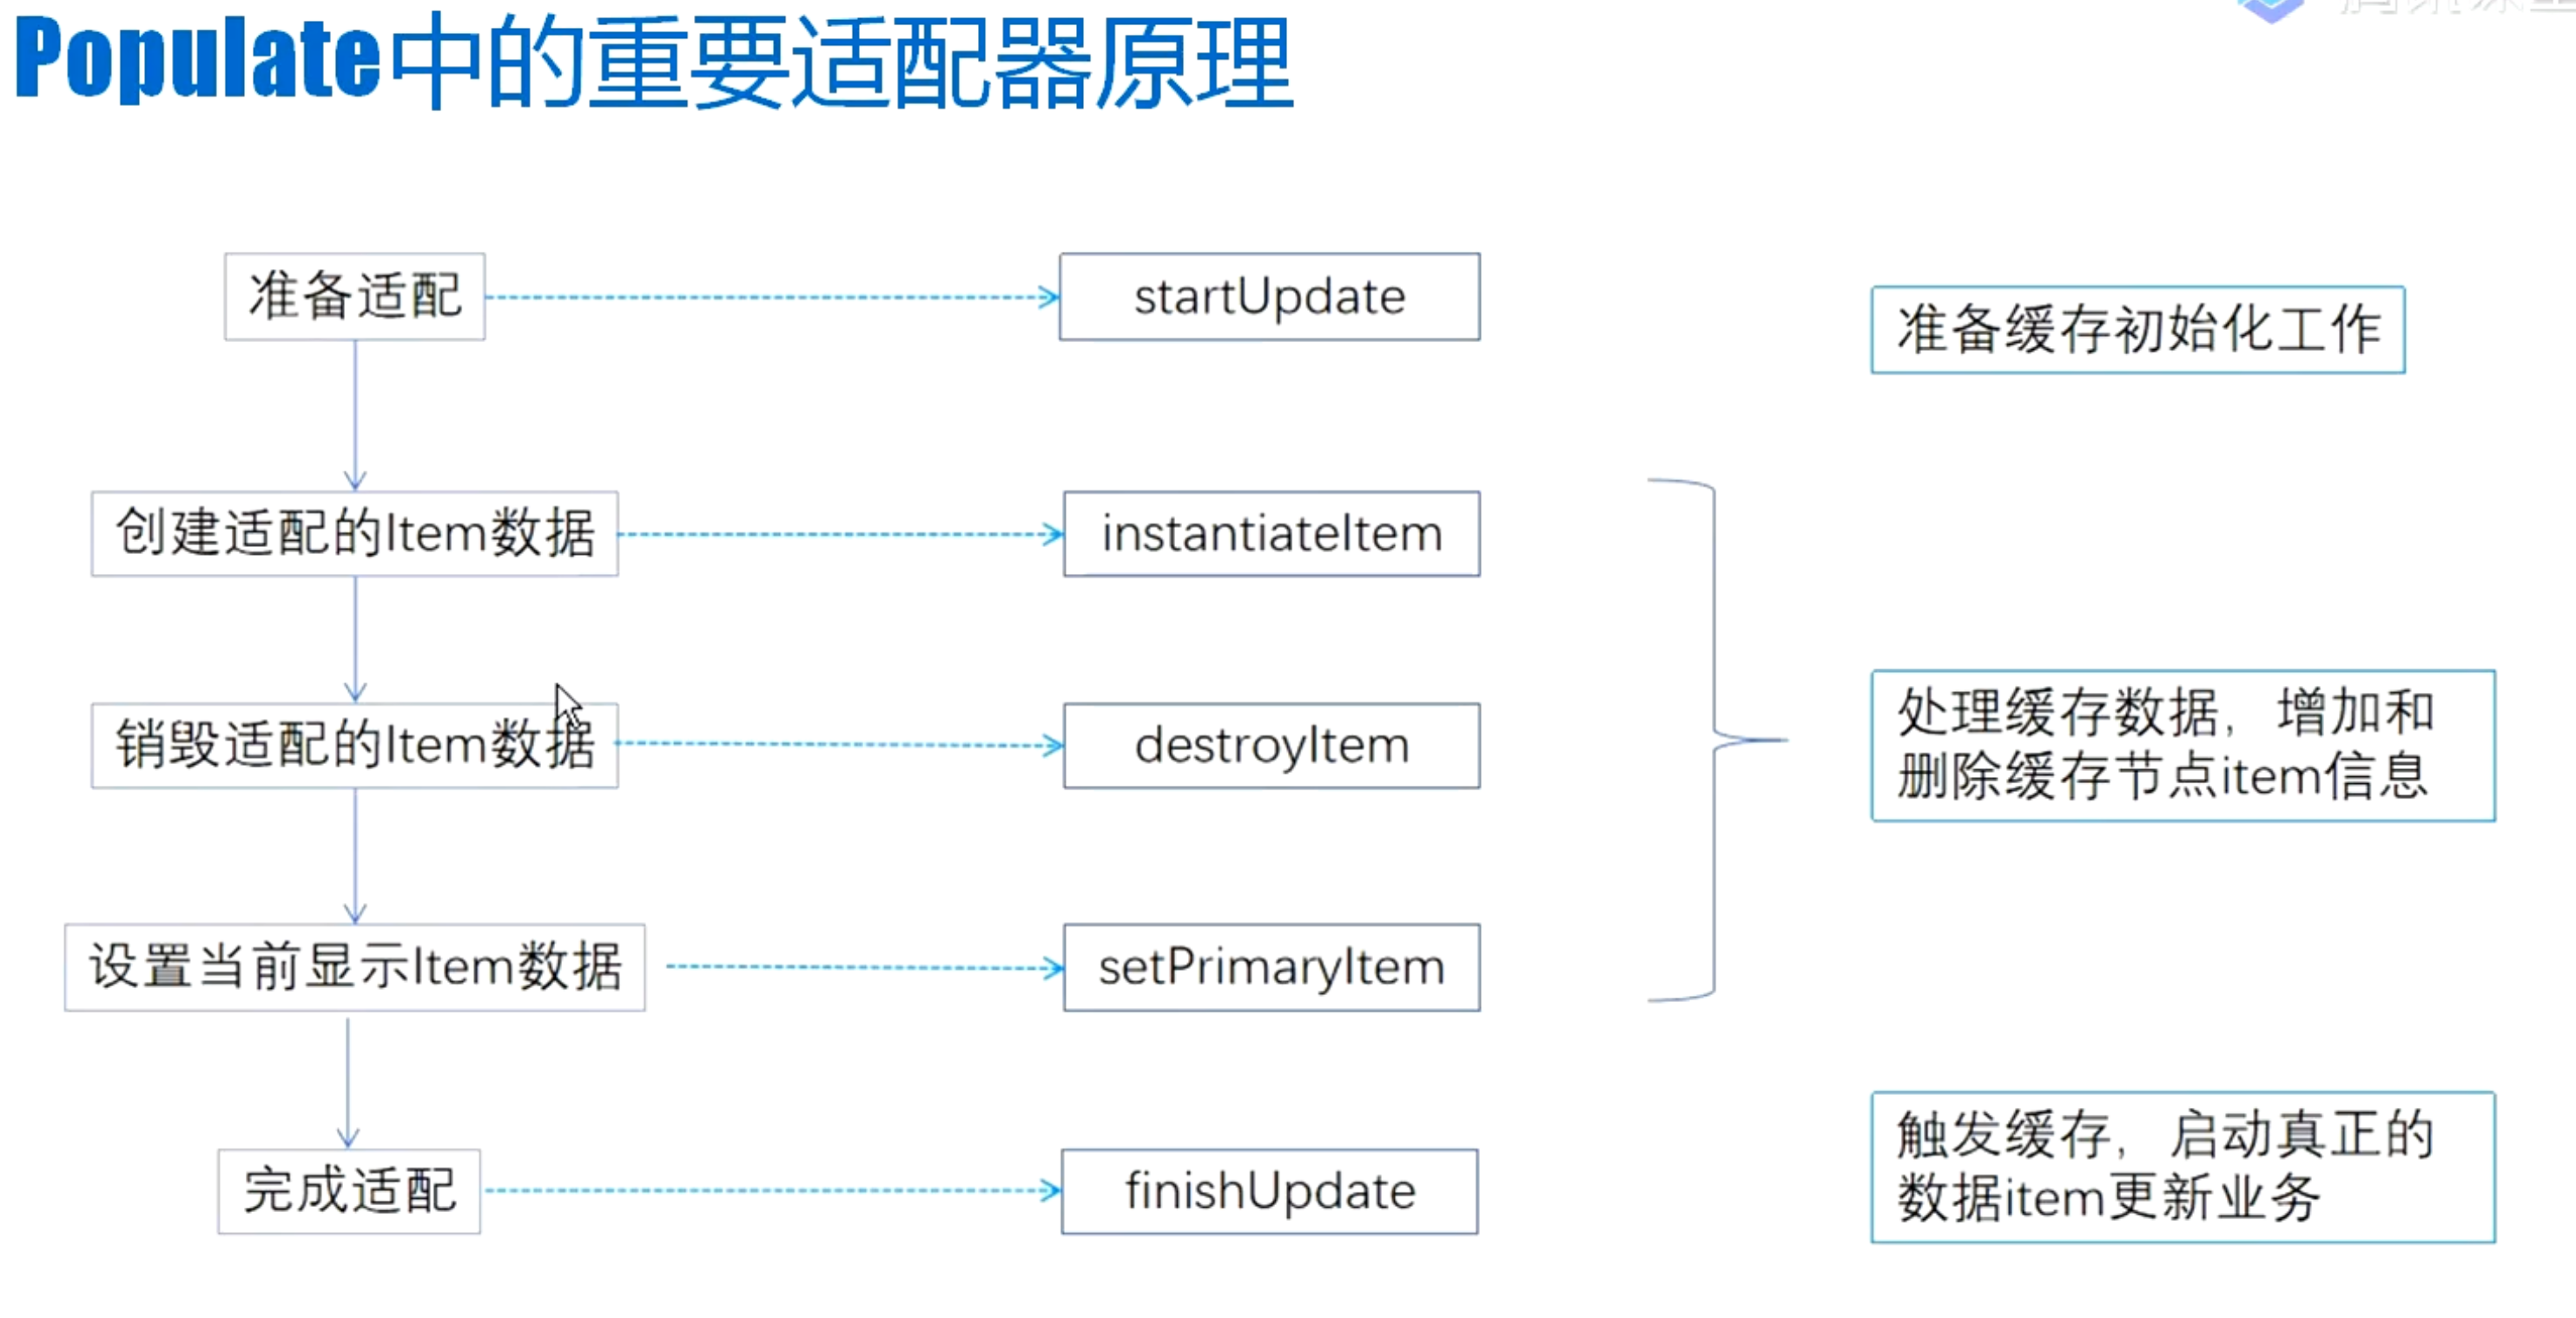 Populate中的重要适配器原理
准备适配
startUpdate
准备缓存初始化工作
创建适配的Item数据
instantiateItem
销毁适配的Item数据
destroyItem
处理缓存数据，增加和
删除缓存节点item信息
设置当前显示Item数据
setPrimaryItem
完成适配
finishUpdate
触发缓存，启动真正的
数据item更新业务